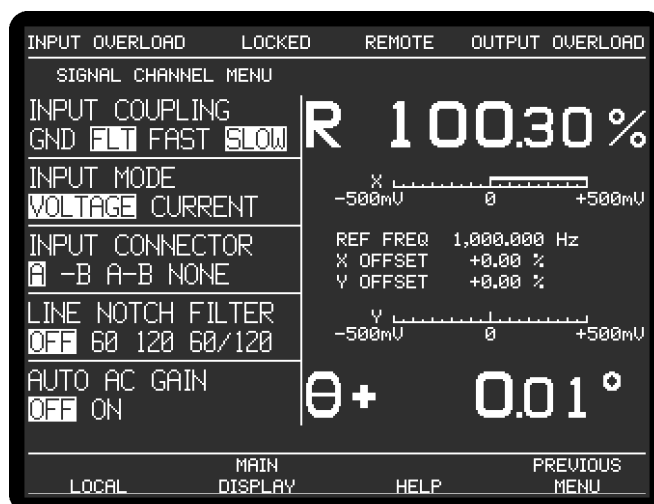 INPUT OVERLOAD LOCKED REMOTE OUTPUT OVERLOAD
SIGNAL CHANNEL MENU
INPUT COUPLING
GND FLT FAST SLOW
INPUT MODE
VOLTAGE CURRENT
INPUT CONNECTOR
A -B A-B NONE
LINE NOTCH FILTER
OFF 60 120 60/120
AUTO AC GAIN
OFF ON
R 100.30 %
X
-500mV 0 +500mV
REF FREQ 1,000.000 Hz
X OFFSET +0.00 %
Y OFFSET +0.00 %
Y
-500mV 0 +500mV
θ+ 0.01°
LOCAL MAIN DISPLAY HELP PREVIOUS MENU